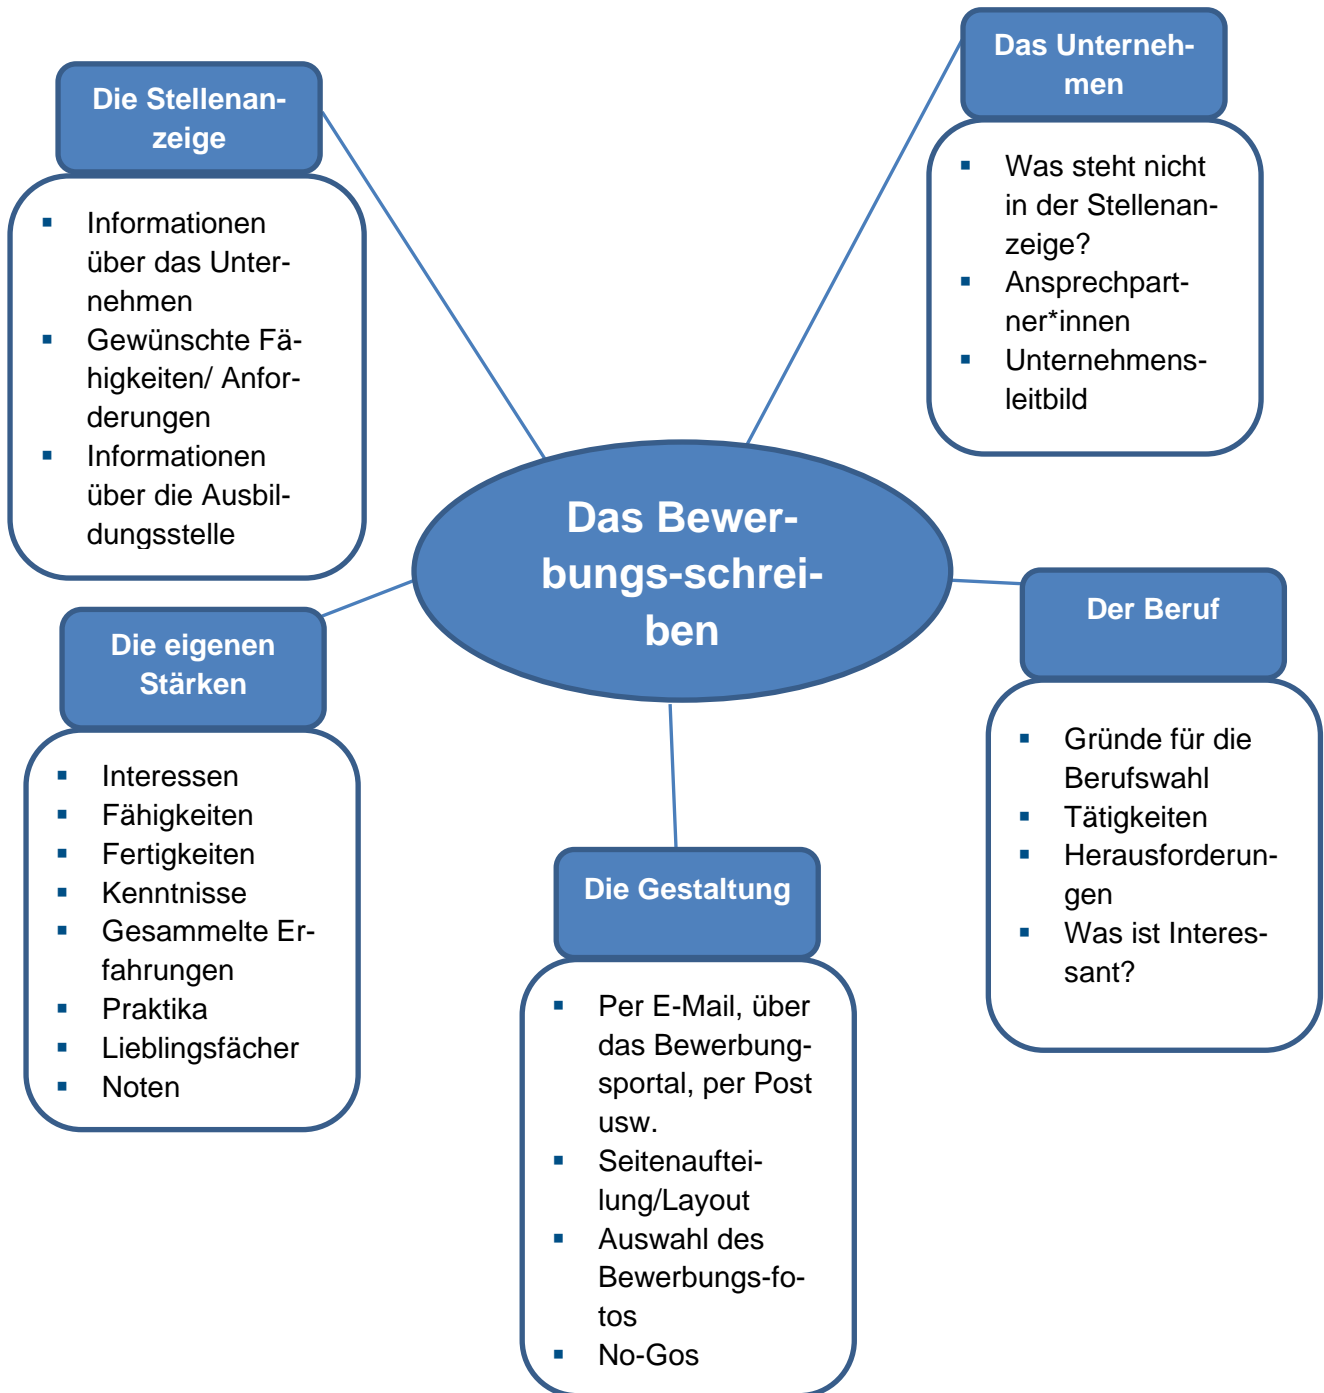 Die Stellenan-
zeige
▪ Informationen
über das Unter-
nehmen
▪ Gewünschte Fä-
higkeiten/ Anfor-
derungen
▪ Informationen
über die Ausbil-
dungsstelle
Das Unterneh-
men
▪ Was steht nicht
in der Stellenan-
zeige?
▪ Ansprechpart-
ner*innen
▪ Unternehmens-
leitbild
Das Bewer-
bungs-schrei-
ben
Die eigenen
Stärken
▪ Interessen
▪ Fähigkeiten
▪ Fertigkeiten
▪ Kenntnisse
▪ Gesammelte Er-
fahrungen
▪ Praktika
▪ Lieblingsfächer
▪ Noten
Der Beruf
▪ Gründe für die
Berufswahl
▪ Tätigkeiten
▪ Herausforderun-
gen
▪ Was ist Interes-
sant?
Die Gestaltung
▪ Per E-Mail, über
das Bewerbung-
sportal, per Post
usw.
▪ Seitenauftei-
lung/Layout
▪ Auswahl des
Bewerbungs-fo-
tos
▪ No-Gos